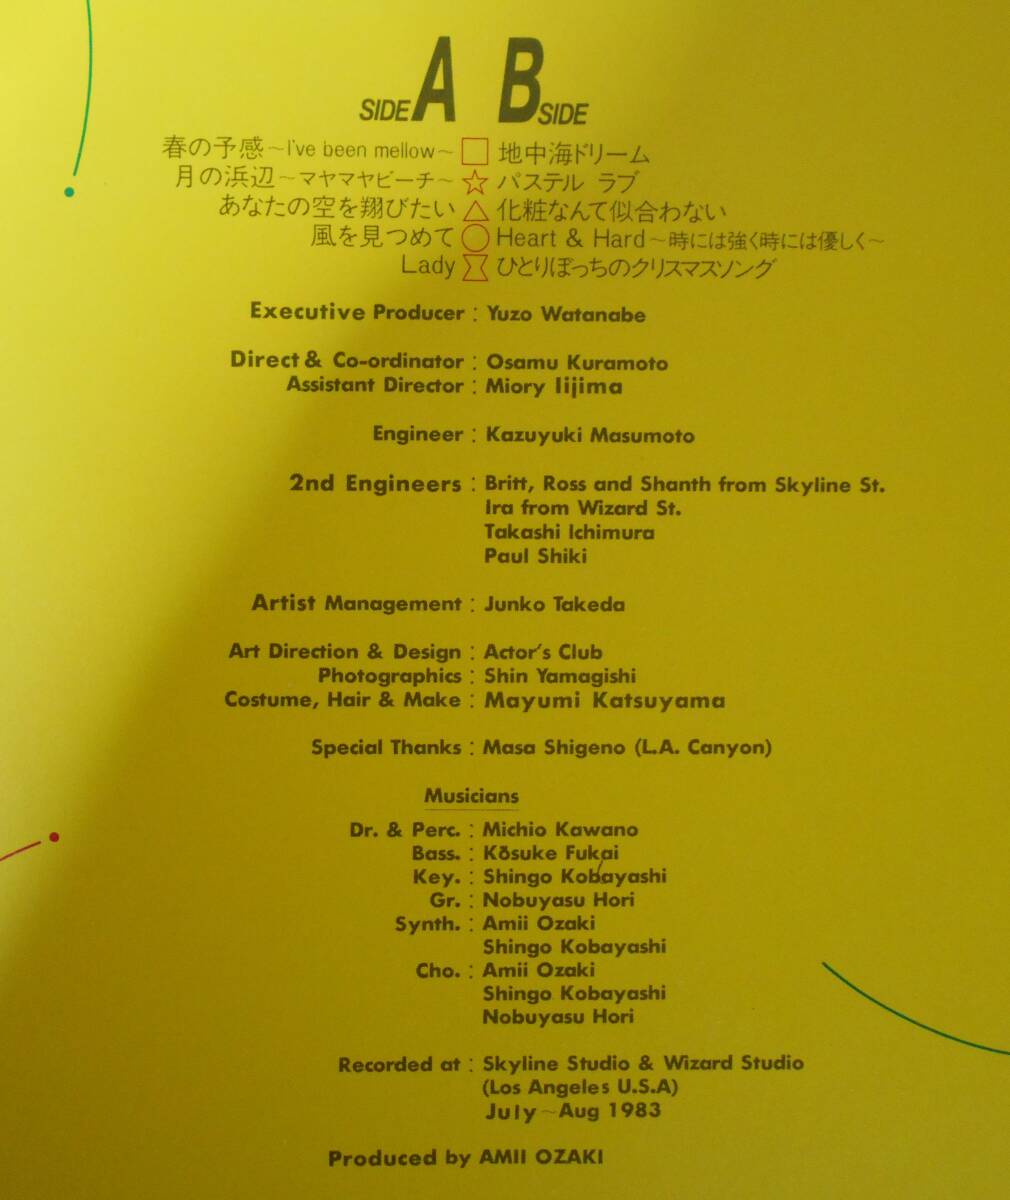 SIDE A B SIDE
春の予感~I've been mellow~ □ 地中海ドリーム
月の浜辺~マヤマヤビーチ~ ☆ パステル ラブ
あなたの空を翔びたい △ 化粧なんて似合わない
風を見つめて ○ Heart & Hard~時には強く時には優しく~
Lady ひとりぼっちのクリスマスソング
Executive Producer : Yuzo Watanabe
Direct & Co-ordinator : Osamu Kuramoto
Assistant Director : Miory Iijima
Engineer : Kazuyuki Masumoto
2nd Engineers : Britt, Ross and Shanth from Skyline St.
Ira from Wizard St.
Takashi Ichimura
Paul Shiki
Artist Management : Junko Takeda
Art Direction & Design : Actor's Club
Photographics : Shin Yamagishi
Costume, Hair & Make : Mayumi Katsuyama
Special Thanks : Masa Shigeno (L.A. Canyon)
Musicians
Dr. & Perc. : Michio Kawano
Bass. : Kōsuke Fukai
Key. : Shingo Kobayashi
Gr. : Nobuyasu Hori
Synth. : Amii Ozaki
Shingo Kobayashi
Cho. : Amii Ozaki
Shingo Kobayashi
Nobuyasu Hori
Recorded at : Skyline Studio & Wizard Studio
(Los Angeles U.S.A)
July~Aug 1983
Produced by AMII OZAKI